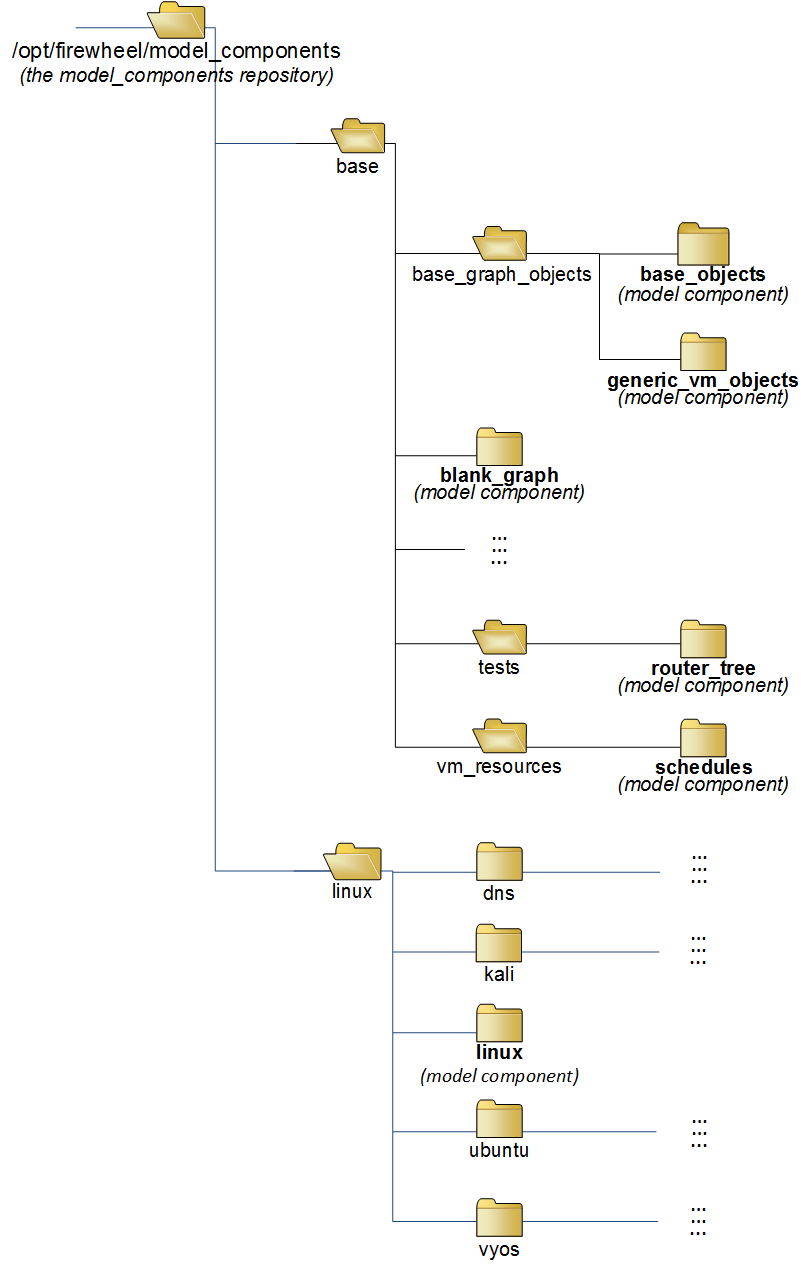 /opt/firewheel/model_components
(the model_components repository)
base
base_graph_objects
base_objects
(model component)
generic_vm_objects
(model component)
blank_graph
(model component)
...
...
...
tests
router_tree
(model component)
vm_resources
schedules
(model component)
linux
dns
...
...
...
kali
...
...
...
linux
(model component)
ubuntu
...
...
...
vyos
...
...
...